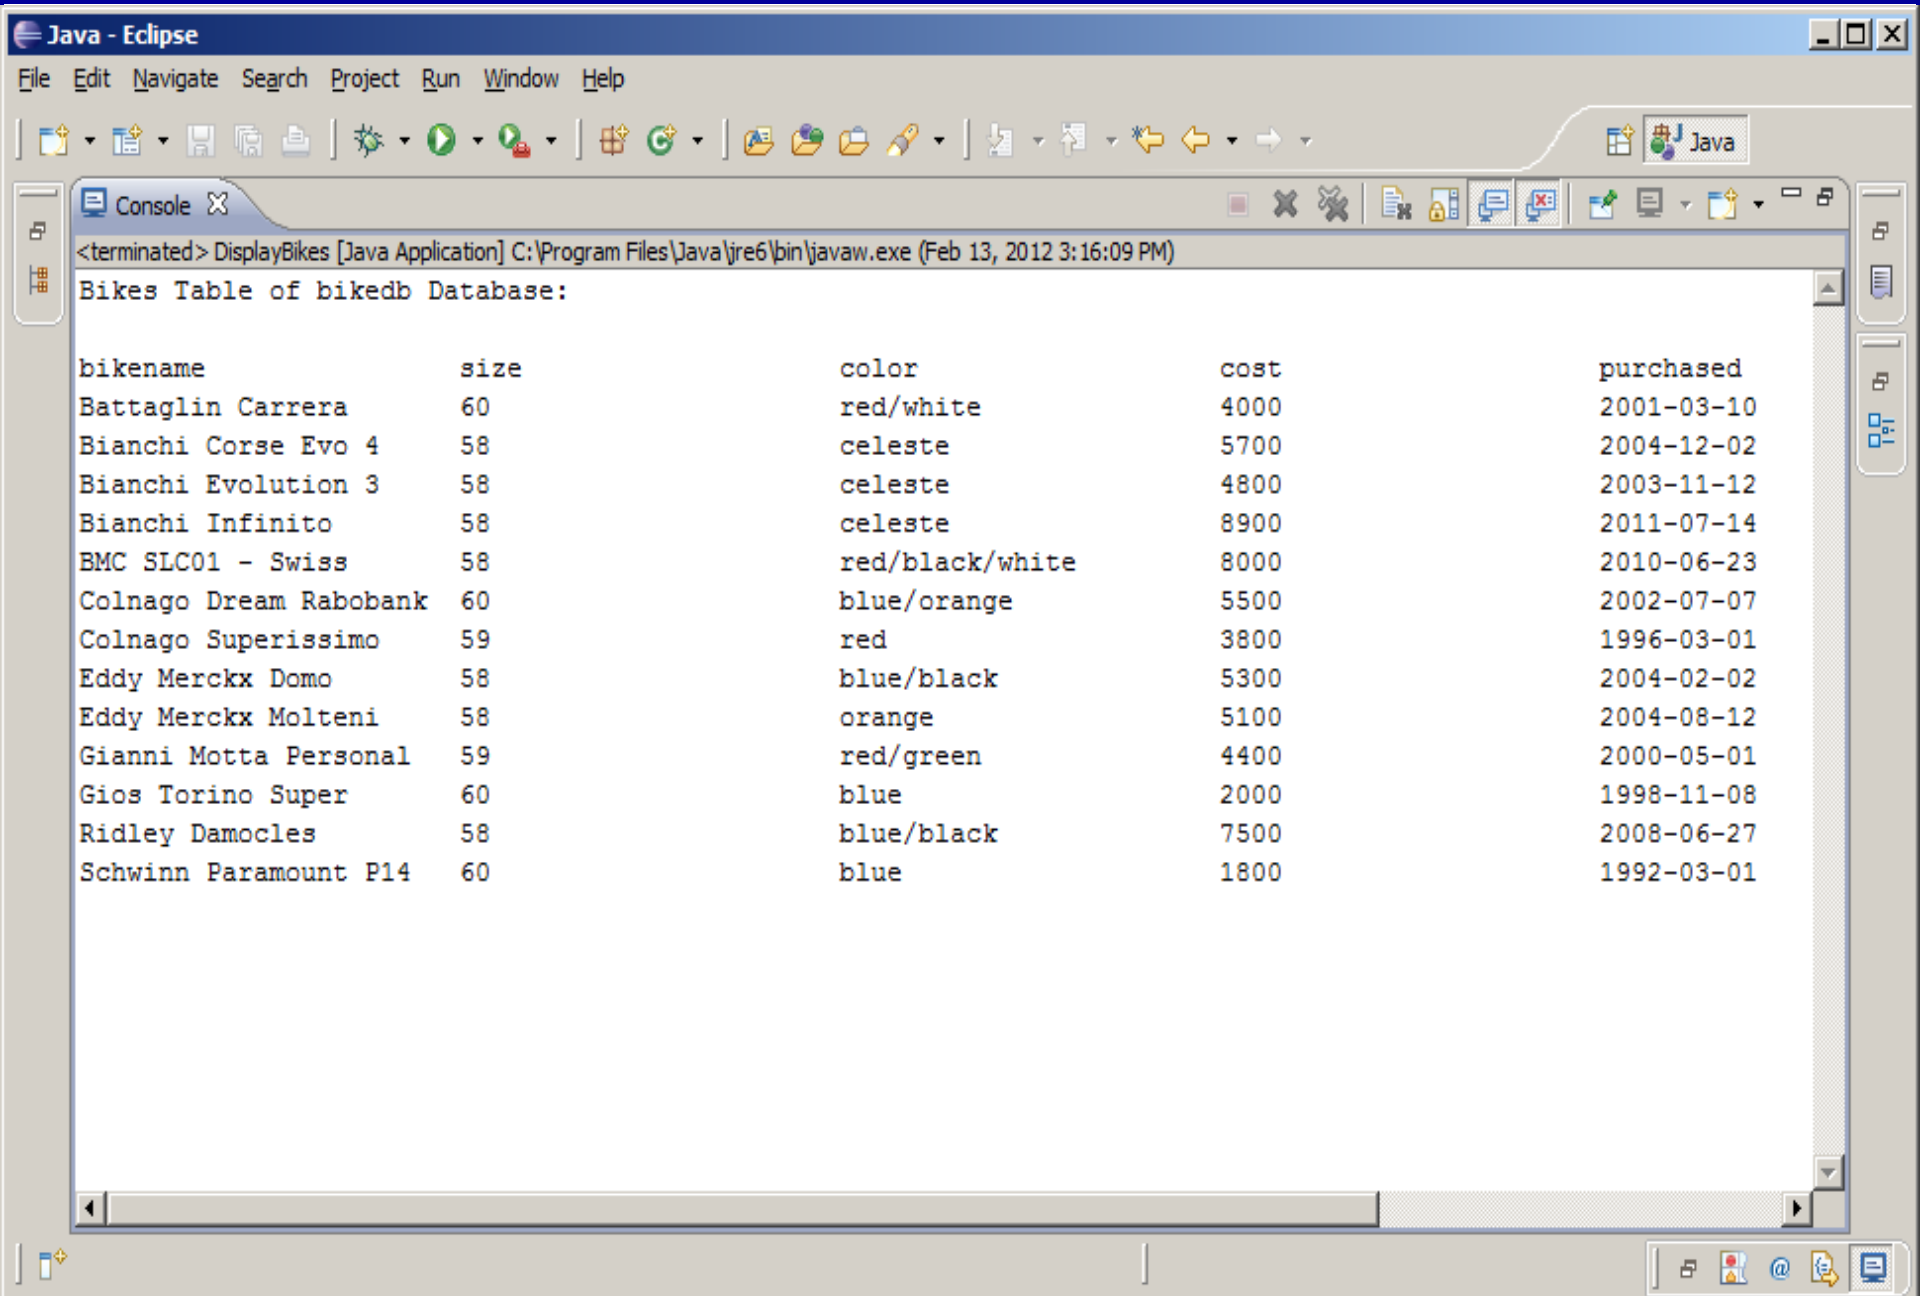 Java - Eclipse
File Edit Navigate Search Project Run Window Help
Java
Console
<terminated> DisplayBikes [Java Application] C:\Program Files\Java\jre6\bin\javaw.exe (Feb 13, 2012 3:16:09 PM)
Bikes Table of bikedb Database:
bikename size color cost purchased
Battaglin Carrera 60 red/white 4000 2001-03-10
Bianchi Corse Evo 4 58 celeste 5700 2004-12-02
Bianchi Evolution 3 58 celeste 4800 2003-11-12
Bianchi Infinito 58 celeste 8900 2011-07-14
BMC SLC01 - Swiss 58 red/black/white 8000 2010-06-23
Colnago Dream Rabobank 60 blue/orange 5500 2002-07-07
Colnago Superissimo 59 red 3800 1996-03-01
Eddy Merckx Domo 58 blue/black 5300 2004-02-02
Eddy Merckx Molteni 58 orange 5100 2004-08-12
Gianni Motta Personal 59 red/green 4400 2000-05-01
Gios Torino Super 60 blue 2000 1998-11-08
Ridley Damocles 58 blue/black 7500 2008-06-27
Schwinn Paramount P14 60 blue 1800 1992-03-01